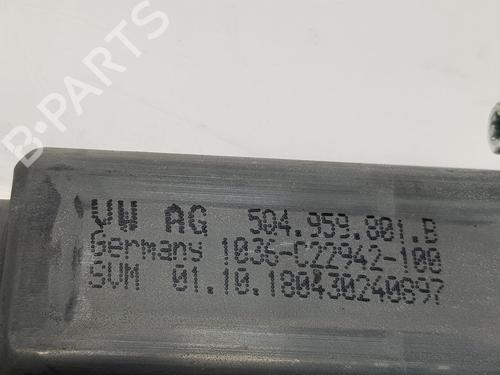 B-PARTS
VW AG 5Q4.959.801.B
Germany 1036-C22942-100
SVM 01.10.180430240897